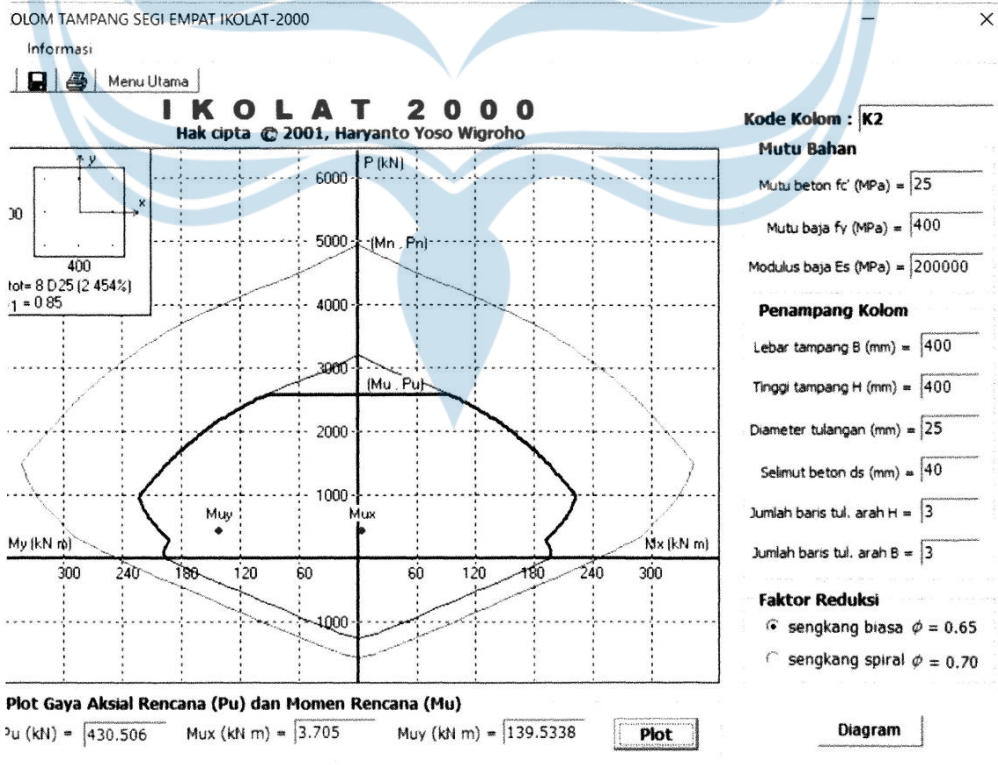 OLOM TAMPANG SEGI EMPAT IKOLAT-2000
Informasi
Menu Utama
IKOLAT 2000
Hak cipta © 2001, Haryanto Yoso Wigroho
y
x
00
400
tot= 8 D25 (2.454%)
1 = 0.85
P (kN)
6000
5000
(Mn , Pn)
4000
3000
(Mu , Pu)
2000
1000
Muy
Mux
My (kN m)
Mx (kN m)
300 240 180 120 60 60 120 180 240 300
1000
Kode Kolom : K2
Mutu Bahan
Mutu beton fc' (MPa) = 25
Mutu baja fy (MPa) = 400
Modulus baja Es (MPa) = 200000
Penampang Kolom
Lebar tampang B (mm) = 400
Tinggi tampang H (mm) = 400
Diameter tulangan (mm) = 25
Selimut beton ds (mm) = 40
Jumlah baris tul. arah H = 3
Jumlah baris tul. arah B = 3
Faktor Reduksi
sengkang biasa ϕ = 0.65
sengkang spiral ϕ = 0.70
Plot Gaya Aksial Rencana (Pu) dan Momen Rencana (Mu)
Pu (kN) = 430.506 Mux (kN m) = 3.705 Muy (kN m) = 139.5338 Plot
Diagram